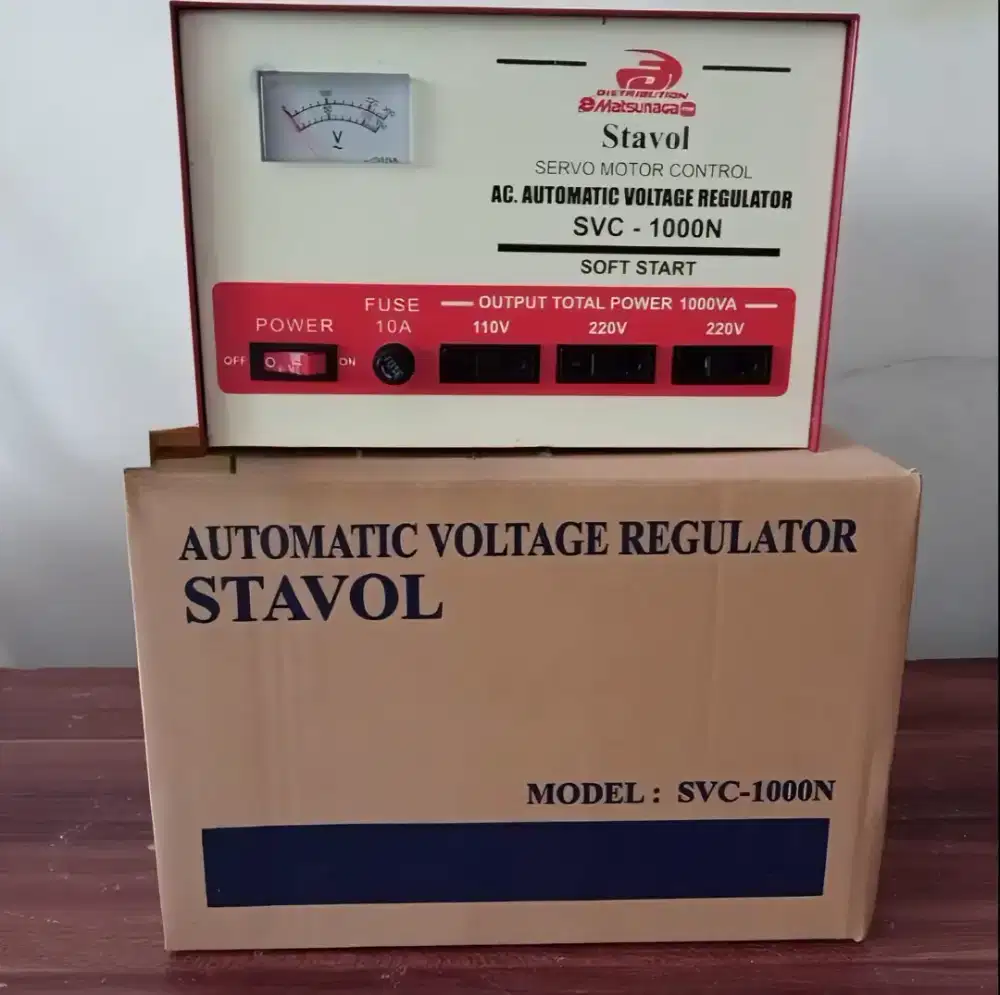 DISTRIBUTION
Matsunaga
Stavol
SERVO MOTOR CONTROL
AC. AUTOMATIC VOLTAGE REGULATOR
SVC - 1000N
SOFT START
V
FUSE
10A
OUTPUT TOTAL POWER 1000VA
POWER
110V 220V 220V
OFF ON
AUTOMATIC VOLTAGE REGULATOR
STAVOL
MODEL : SVC-1000N